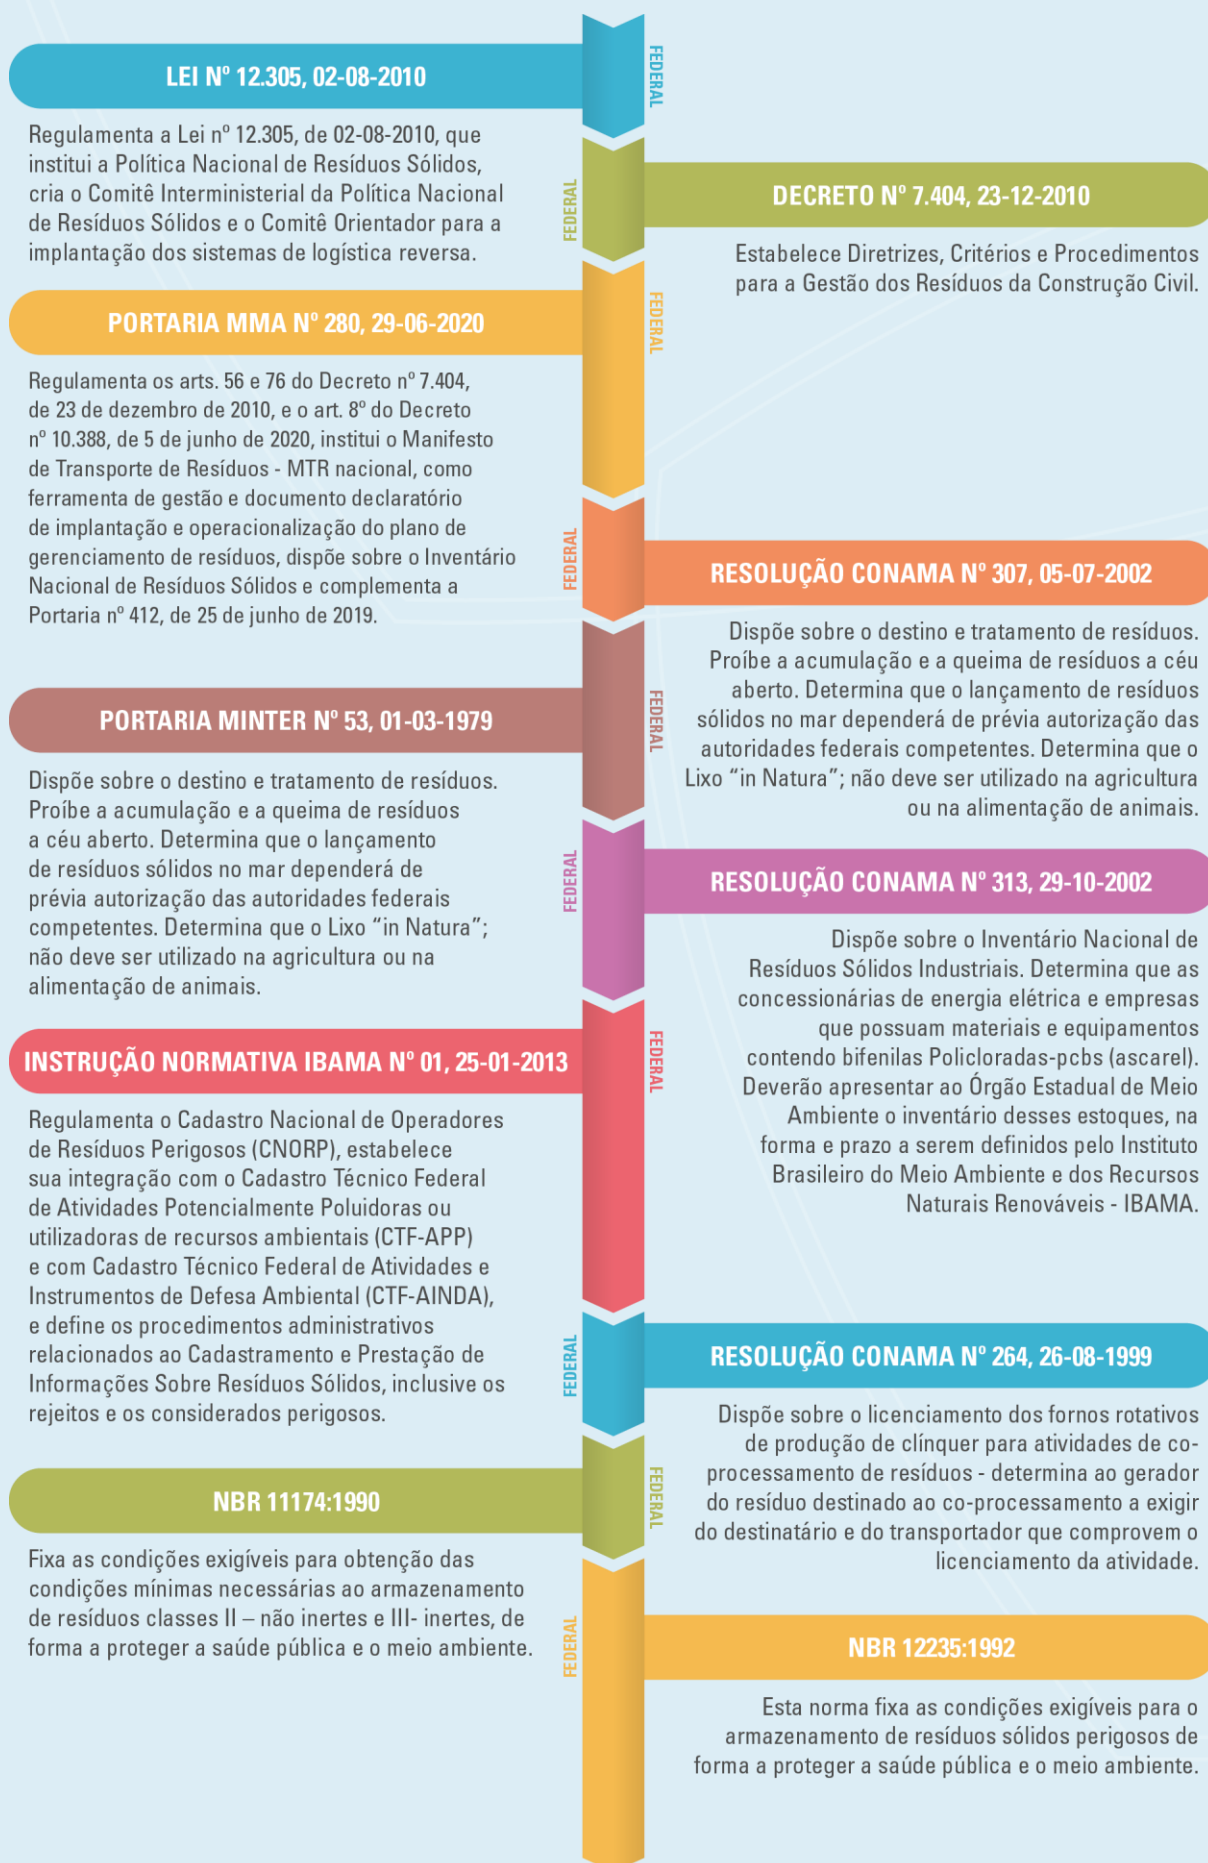 FEDERAL
LEI Nº 12.305, 02-08-2010
Regulamenta a Lei nº 12.305, de 02-08-2010, que
institui a Política Nacional de Resíduos Sólidos,
cria o Comitê Interministerial da Política Nacional
de Resíduos Sólidos e o Comitê Orientador para a
implantação dos sistemas de logística reversa.
FEDERAL
DECRETO Nº 7.404, 23-12-2010
Estabelece Diretrizes, Critérios e Procedimentos
para a Gestão dos Resíduos da Construção Civil.
FEDERAL
PORTARIA MMA Nº 280, 29-06-2020
Regulamenta os arts. 56 e 76 do Decreto nº 7.404,
de 23 de dezembro de 2010, e o art. 8º do Decreto
nº 10.388, de 5 de junho de 2020, institui o Manifesto
de Transporte de Resíduos - MTR nacional, como
ferramenta de gestão e documento declaratório
de implantação e operacionalização do plano de
gerenciamento de resíduos, dispõe sobre o Inventário
Nacional de Resíduos Sólidos e complementa a
Portaria nº 412, de 25 de junho de 2019.
FEDERAL
RESOLUÇÃO CONAMA Nº 307, 05-07-2002
Dispõe sobre o destino e tratamento de resíduos.
Proíbe a acumulação e a queima de resíduos a céu
aberto. Determina que o lançamento de resíduos
sólidos no mar dependerá de prévia autorização das
autoridades federais competentes. Determina que o
Lixo “in Natura”; não deve ser utilizado na agricultura
ou na alimentação de animais.
FEDERAL
PORTARIA MINTER Nº 53, 01-03-1979
Dispõe sobre o destino e tratamento de resíduos.
Proíbe a acumulação e a queima de resíduos
a céu aberto. Determina que o lançamento
de resíduos sólidos no mar dependerá de
prévia autorização das autoridades federais
competentes. Determina que o Lixo “in Natura”;
não deve ser utilizado na agricultura ou na
alimentação de animais.
FEDERAL
RESOLUÇÃO CONAMA Nº 313, 29-10-2002
Dispõe sobre o Inventário Nacional de
Resíduos Sólidos Industriais. Determina que as
concessionárias de energia elétrica e empresas
que possuam materiais e equipamentos
contendo bifenilas Policloradas-pcbs (ascarel).
Deverão apresentar ao Órgão Estadual de Meio
Ambiente o inventário desses estoques, na
forma e prazo a serem definidos pelo Instituto
Brasileiro do Meio Ambiente e dos Recursos
Naturais Renováveis - IBAMA.
FEDERAL
INSTRUÇÃO NORMATIVA IBAMA Nº 01, 25-01-2013
Regulamenta o Cadastro Nacional de Operadores
de Resíduos Perigosos (CNORP), estabelece
sua integração com o Cadastro Técnico Federal
de Atividades Potencialmente Poluidoras ou
utilizadoras de recursos ambientais (CTF-APP)
e com Cadastro Técnico Federal de Atividades e
Instrumentos de Defesa Ambiental (CTF-AINDA),
e define os procedimentos administrativos
relacionados ao Cadastramento e Prestação de
Informações Sobre Resíduos Sólidos, inclusive os
rejeitos e os considerados perigosos.
FEDERAL
RESOLUÇÃO CONAMA Nº 264, 26-08-1999
Dispõe sobre o licenciamento dos fornos rotativos
de produção de clínquer para atividades de co-
processamento de resíduos - determina ao gerador
do resíduo destinado ao co-processamento a exigir
do destinatário e do transportador que comprovem o
licenciamento da atividade.
FEDERAL
NBR 11174:1990
Fixa as condições exigíveis para obtenção das
condições mínimas necessárias ao armazenamento
de resíduos classes II – não inertes e III- inertes, de
forma a proteger a saúde pública e o meio ambiente.
FEDERAL
NBR 12235:1992
Esta norma fixa as condições exigíveis para o
armazenamento de resíduos sólidos perigosos de
forma a proteger a saúde pública e o meio ambiente.